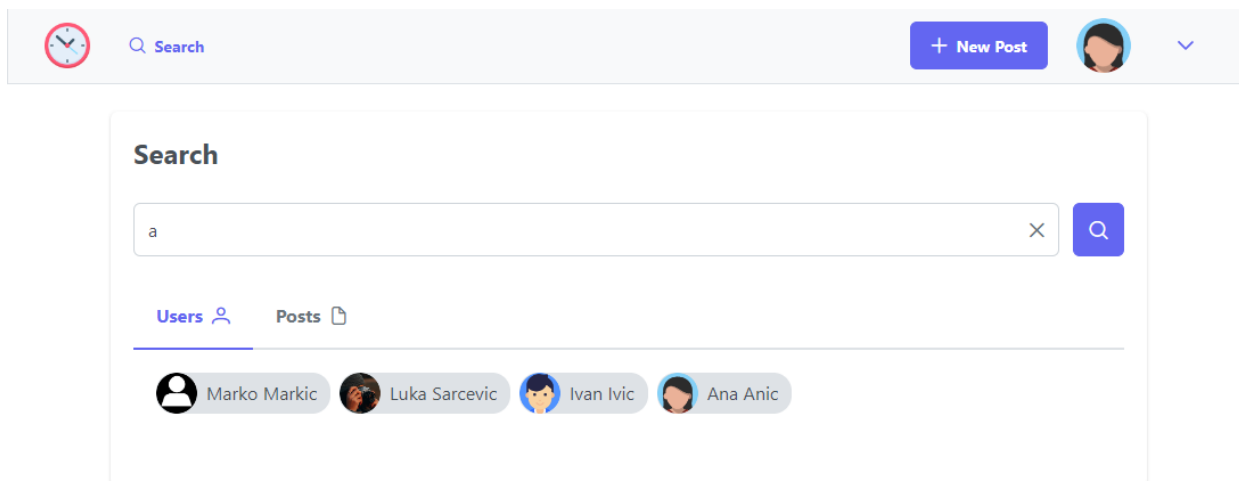 Search
+ New Post
Search
a
Users
Posts
Marko Markic
Luka Sarcevic
Ivan Ivic
Ana Anic